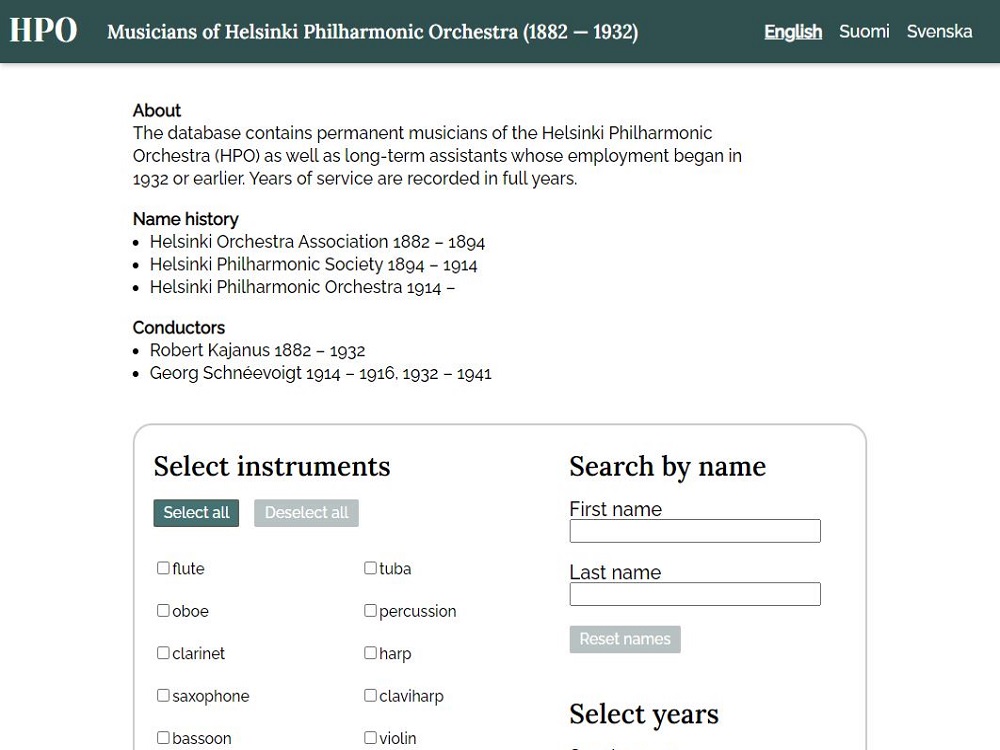 HPO
Musicians of Helsinki Philharmonic Orchestra (1882 — 1932)
English Suomi Svenska
About
The database contains permanent musicians of the Helsinki Philharmonic
Orchestra (HPO) as well as long-term assistants whose employment began in
1932 or earlier. Years of service are recorded in full years.
Name history
• Helsinki Orchestra Association 1882 – 1894
• Helsinki Philharmonic Society 1894 – 1914
• Helsinki Philharmonic Orchestra 1914 –
Conductors
• Robert Kajanus 1882 – 1932
• Georg Schnéevoigt 1914 – 1916, 1932 – 1941
Select instruments
Select all Deselect all
flute
oboe
clarinet
saxophone
bassoon
tuba
percussion
harp
claviharp
violin
Search by name
First name
Last name
Reset names
Select years